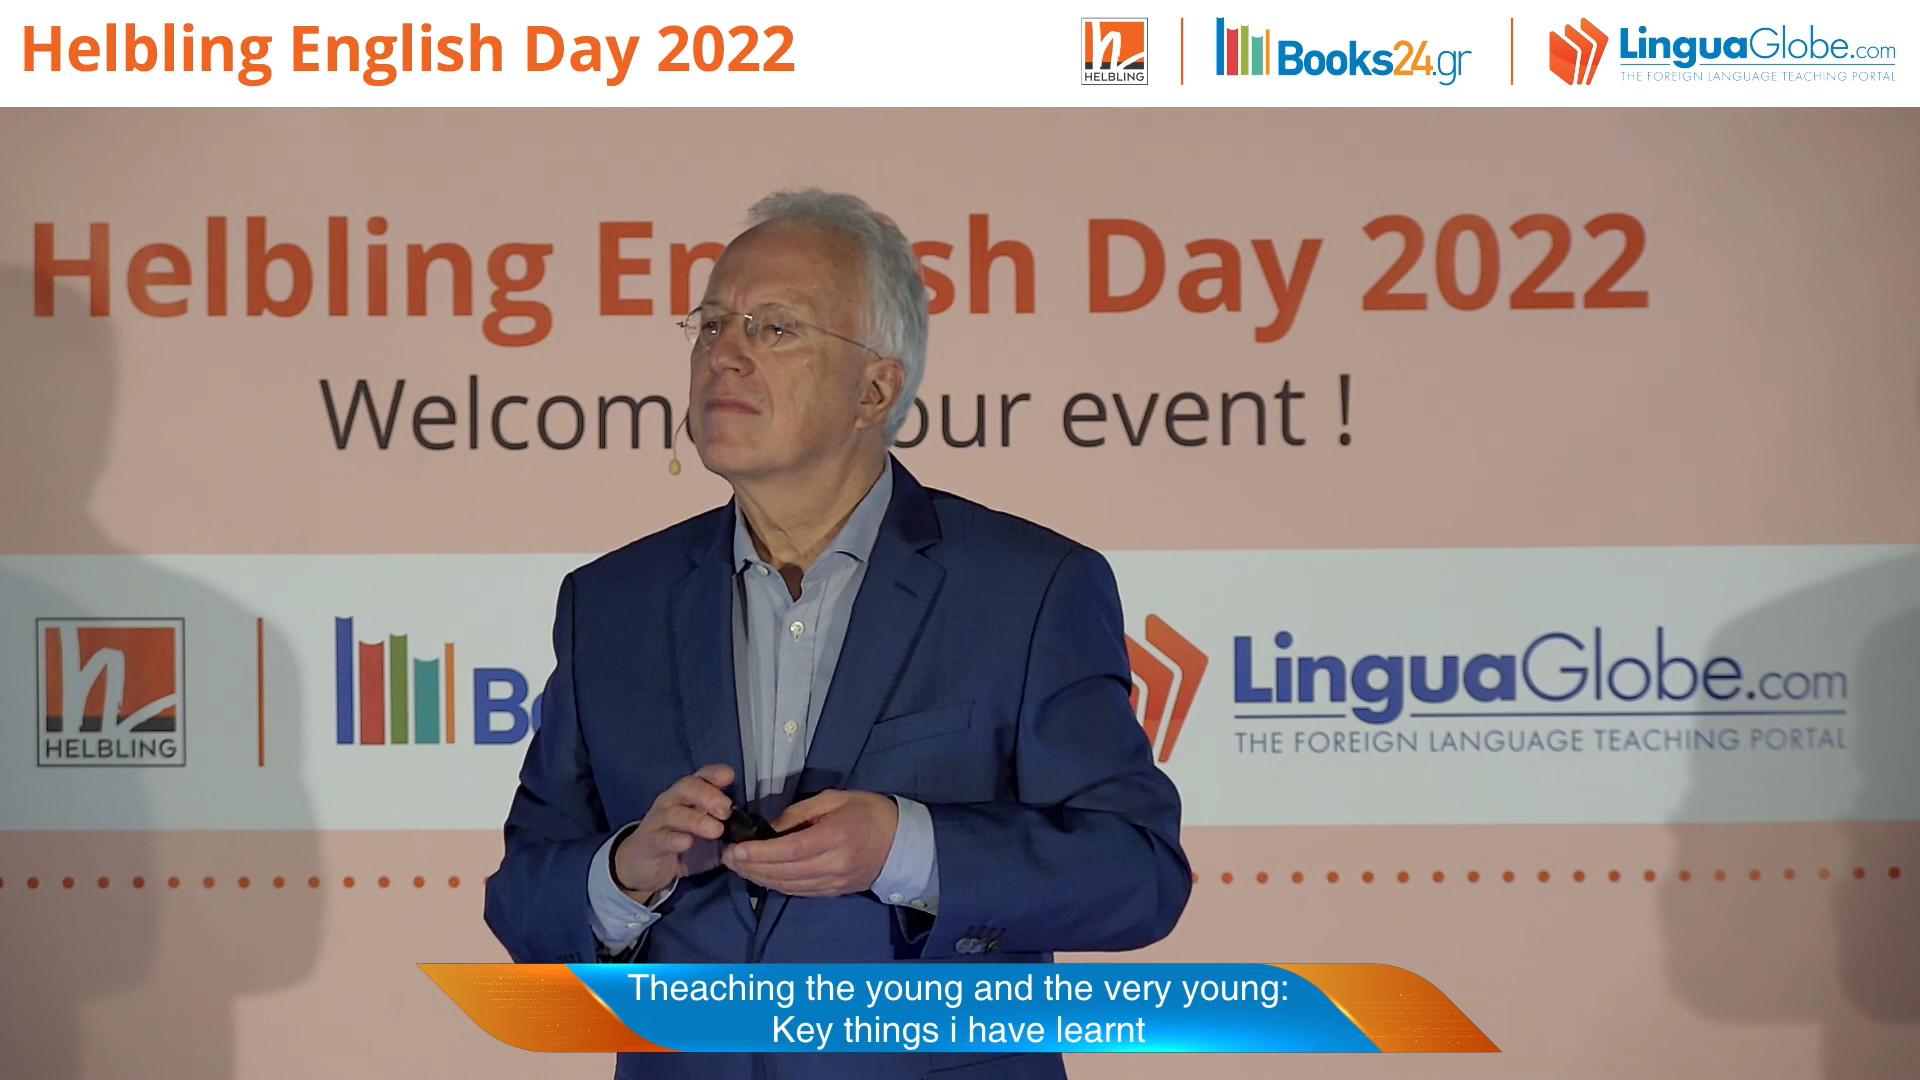 Helbling English Day 2022
HELBLING
Books24.gr
LinguaGlobe.com
THE FOREIGN LANGUAGE TEACHING PORTAL
Helbling En sh Day 2022
Welcome our event !
HELBLING
Bo
LinguaGlobe.com
THE FOREIGN LANGUAGE TEACHING PORTAL
Theaching the young and the very young:
Key things i have learnt